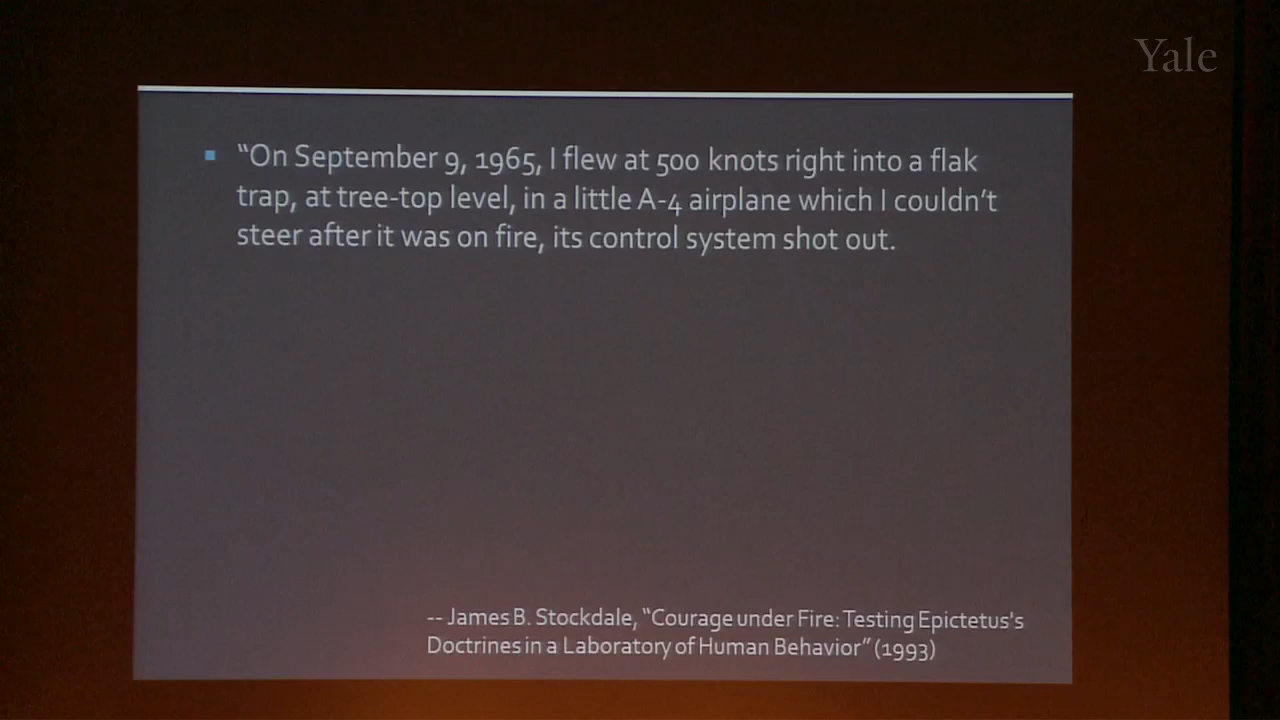 Yale
“On September 9, 1965, I flew at 500 knots right into a flak
trap, at tree-top level, in a little A-4 airplane which I couldn’t
steer after it was on fire, its control system shot out.
-- James B. Stockdale, “Courage under Fire: Testing Epictetus's
Doctrines in a Laboratory of Human Behavior” (1993)